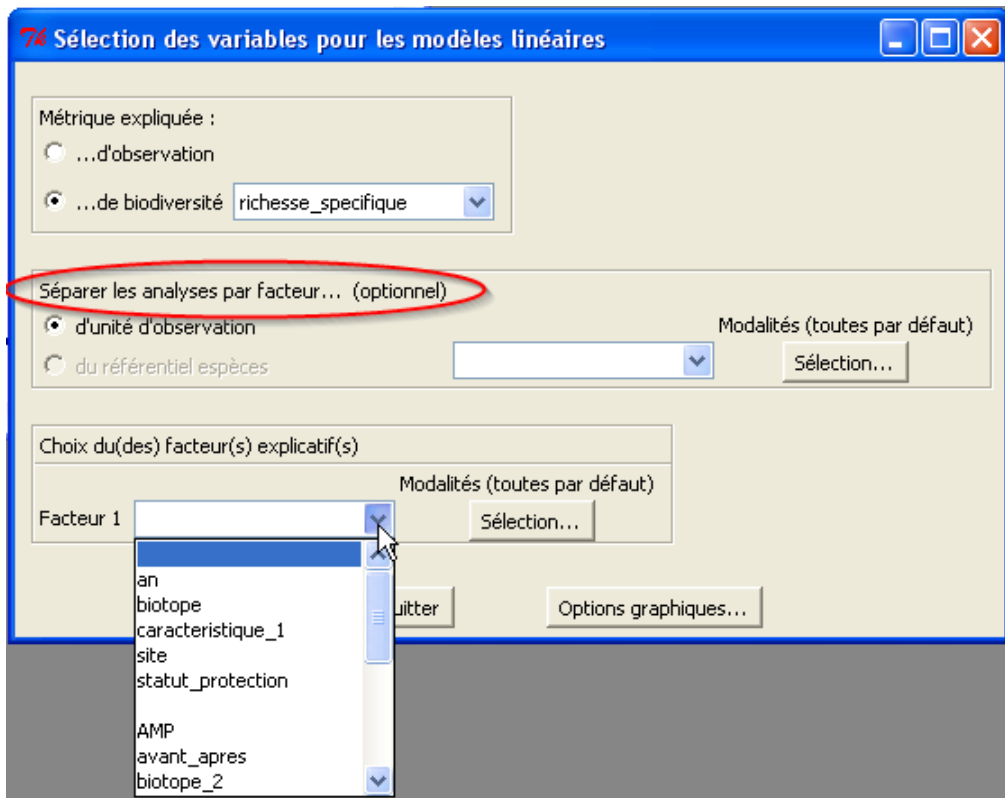 Sélection des variables pour les modèles linéaires
Métrique expliquée :
...d'observation
...de biodiversité richesse_specifique
Séparer les analyses par facteur... (optionnel)
d'unité d'observation
Modalités (toutes par défaut)
du référentiel espèces
Sélection...
Choix du(des) facteur(s) explicatif(s)
Modalités (toutes par défaut)
Facteur 1
Sélection...
an
biotope
caracteristique_1
site
statut_protection
AMP
avant_apres
biotope_2
Options graphiques...